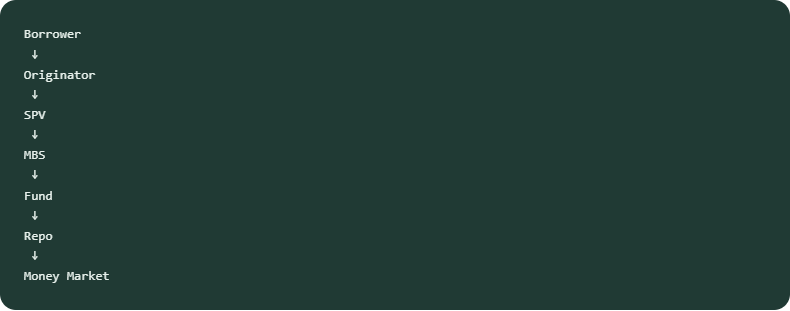 Borrower
↓
Originator
↓
SPV
↓
MBS
↓
Fund
↓
Repo
↓
Money Market